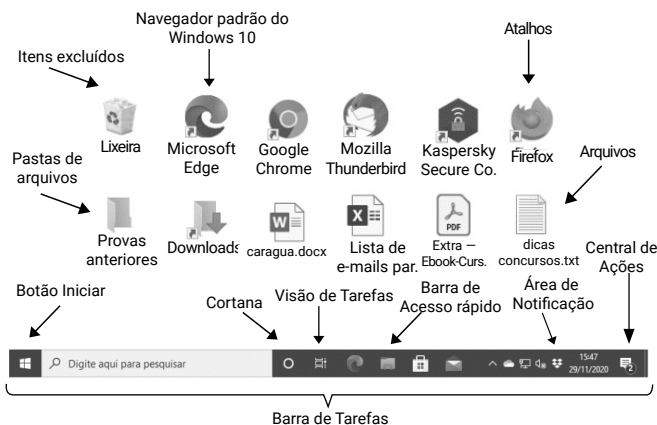 Navegador padrão do
Windows 10
Itens excluídos
Atalhos
Lixeira
Microsoft
Edge
Google
Chrome
Mozilla
Thunderbird
Kaspersky
Secure Co.
Firefox
Pastas de
arquivos
Arquivos
Provas
anteriores
Downloads
W
caragua.docx
X
Lista de
e-mails par.
PDF
Extra —
Ebook-Curs.
dicas
concursos.txt
Central de
Ações
Botão Iniciar
Cortana
Visão de Tarefas
Barra de
Acesso rápido
Área de
Notificação
Digite aqui para pesquisar
15:47
29/11/2020
2
Barra de Tarefas